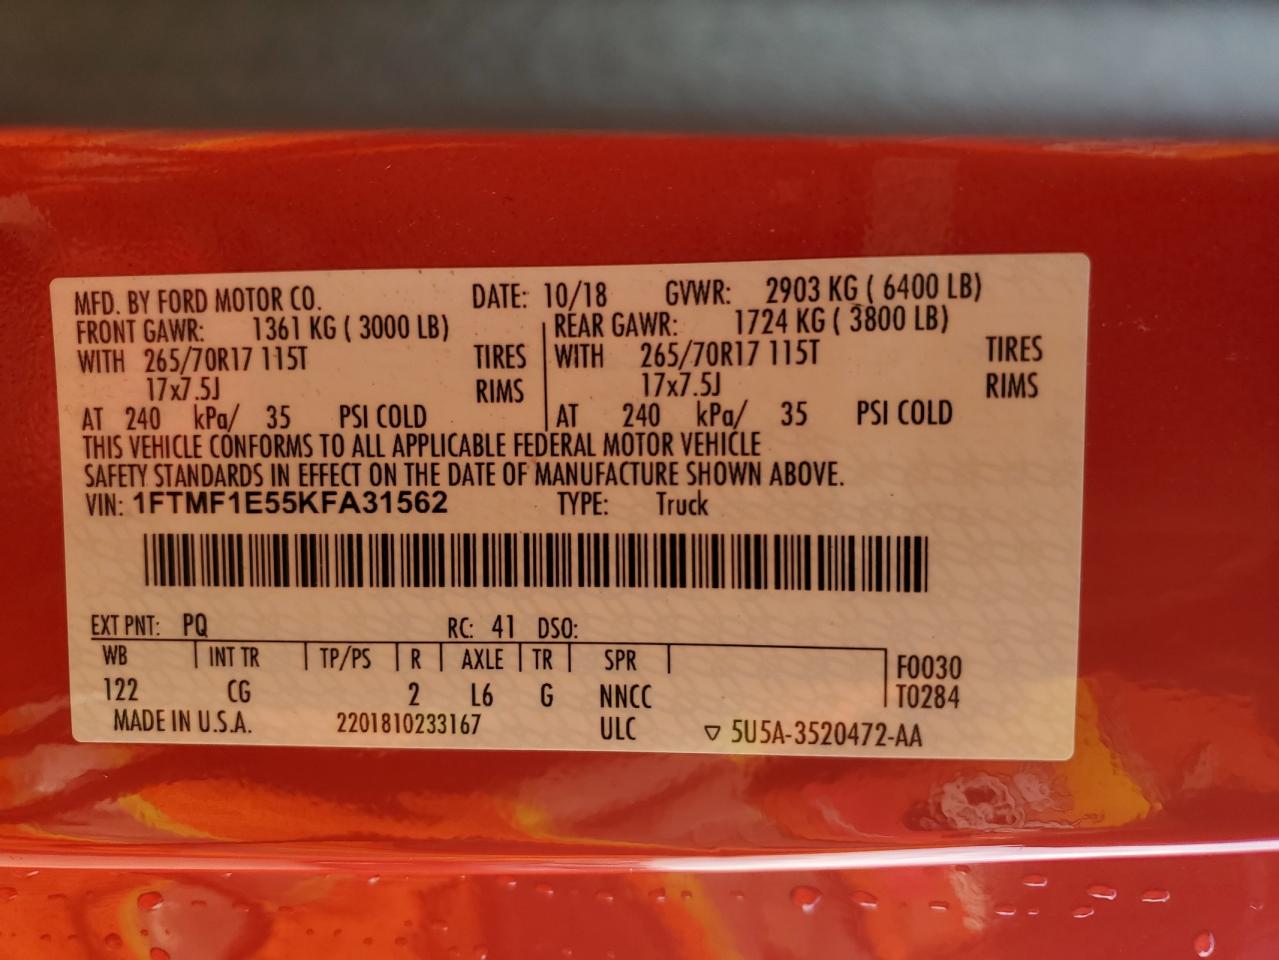 MFD. BY FORD MOTOR CO. DATE: 10/18 GVWR: 2903 KG ( 6400 LB)
FRONT GAWR: 1361 KG ( 3000 LB) REAR GAWR: 1724 KG ( 3800 LB)
WITH 265/70R17 115T TIRES WITH 265/70R17 115T TIRES
17x7.5J RIMS 17x7.5J RIMS
AT 240 kPa/ 35 PSI COLD AT 240 kPa/ 35 PSI COLD
THIS VEHICLE CONFORMS TO ALL APPLICABLE FEDERAL MOTOR VEHICLE
SAFETY STANDARDS IN EFFECT ON THE DATE OF MANUFACTURE SHOWN ABOVE.
VIN: 1FTMF1E55KFA31562 TYPE: Truck
EXT PNT: PQ RC: 41 DSO:
WB INT TR TP/PS R AXLE TR SPR F0030
122 CG 2 L6 G NNCC T0284
MADE IN U.S.A. 2201810233167 ULC ▽ 5U5A-3520472-AA